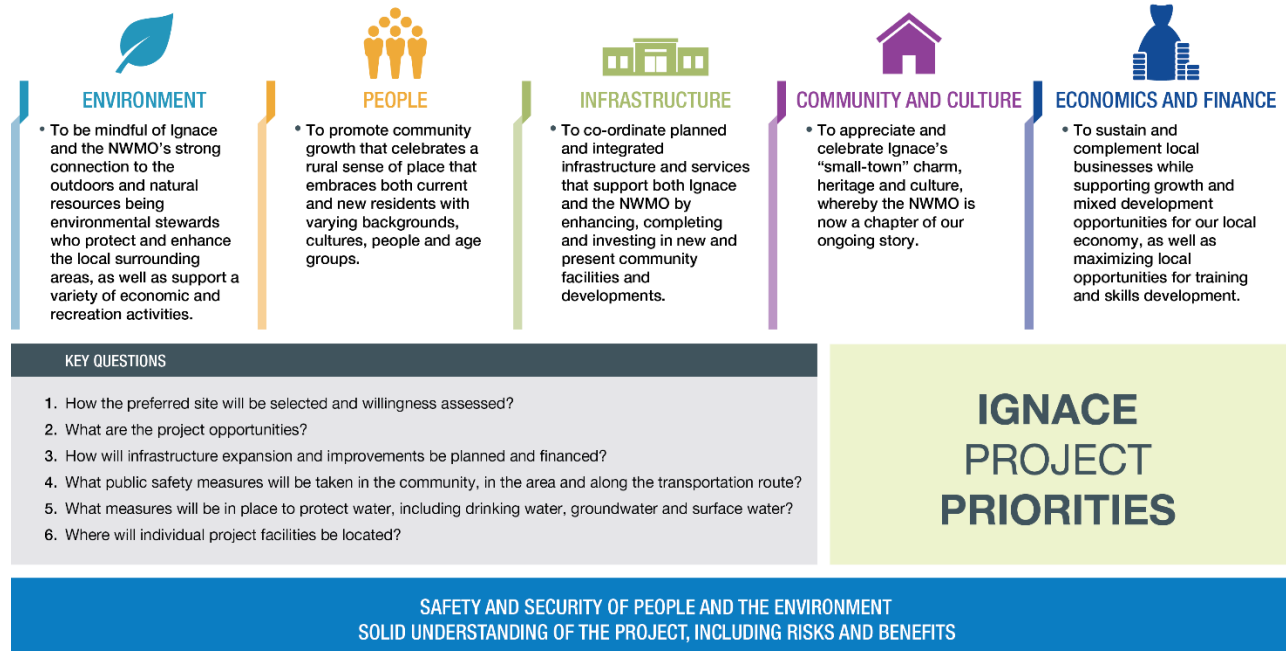 ENVIRONMENT
• To be mindful of Ignace
and the NWMO's strong
connection to the
outdoors and natural
resources being
environmental stewards
who protect and enhance
the local surrounding
areas, as well as support a
variety of economic and
recreation activities.
PEOPLE
• To promote community
growth that celebrates a
rural sense of place that
embraces both current
and new residents with
varying backgrounds,
cultures, people and age
groups.
INFRASTRUCTURE
• To co-ordinate planned
and integrated
infrastructure and services
that support both Ignace
and the NWMO by
enhancing, completing
and investing in new and
present community
facilities and
developments.
COMMUNITY AND CULTURE
• To appreciate and
celebrate Ignace's
“small-town” charm,
heritage and culture,
whereby the NWMO is
now a chapter of our
ongoing story.
ECONOMICS AND FINANCE
• To sustain and
complement local
businesses while
supporting growth and
mixed development
opportunities for our local
economy, as well as
maximizing local
opportunities for training
and skills development.
KEY QUESTIONS
1. How the preferred site will be selected and willingness assessed?
2. What are the project opportunities?
3. How will infrastructure expansion and improvements be planned and financed?
4. What public safety measures will be taken in the community, in the area and along the transportation route?
5. What measures will be in place to protect water, including drinking water, groundwater and surface water?
6. Where will individual project facilities be located?
IGNACE
PROJECT
PRIORITIES
SAFETY AND SECURITY OF PEOPLE AND THE ENVIRONMENT
SOLID UNDERSTANDING OF THE PROJECT, INCLUDING RISKS AND BENEFITS